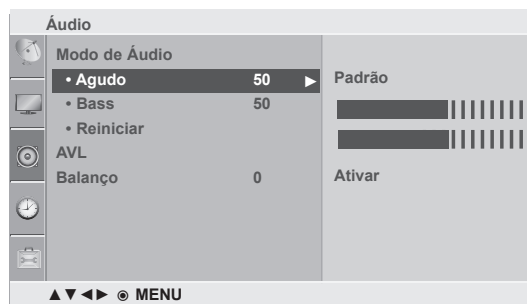 Áudio
Modo de Áudio
• Agudo 50 ► Padrão
• Bass 50
• Reiniciar
AVL
Balanço 0 Ativar
▲▼◄► ◉ MENU